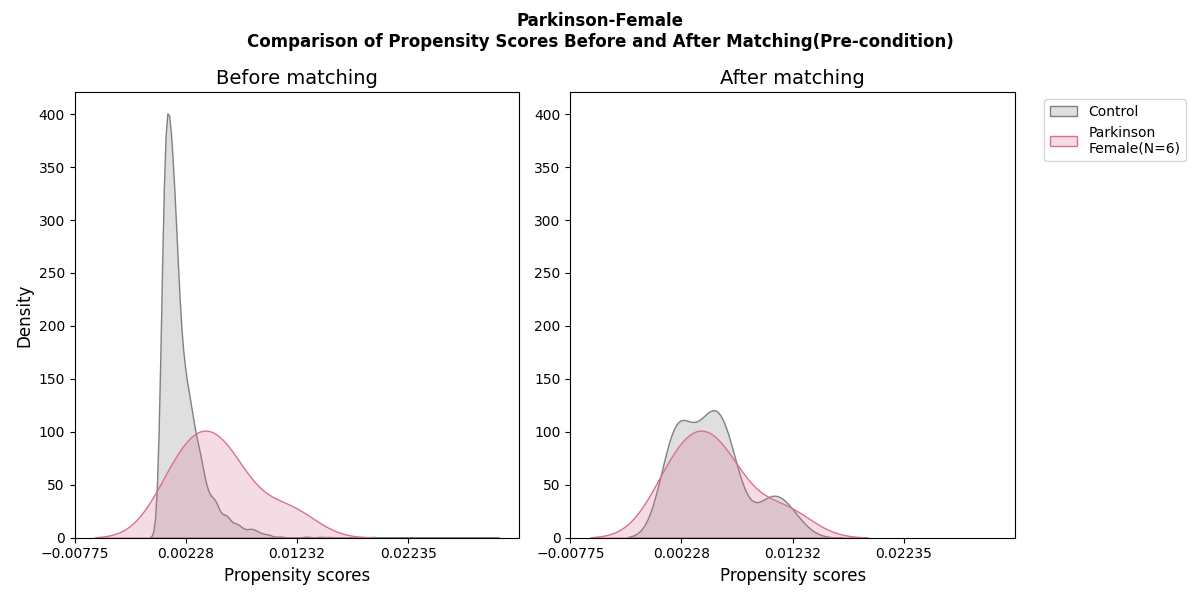 Parkinson-Female
Comparison of Propensity Scores Before and After Matching(Pre-condition)
Before matching
After matching
Density
400
350
300
250
200
150
100
50
0
−0.00775
0.00228
0.01232
0.02235
Propensity scores
400
350
300
250
200
150
100
50
0
−0.00775
0.00228
0.01232
0.02235
Propensity scores
Control
Parkinson
Female(N=6)